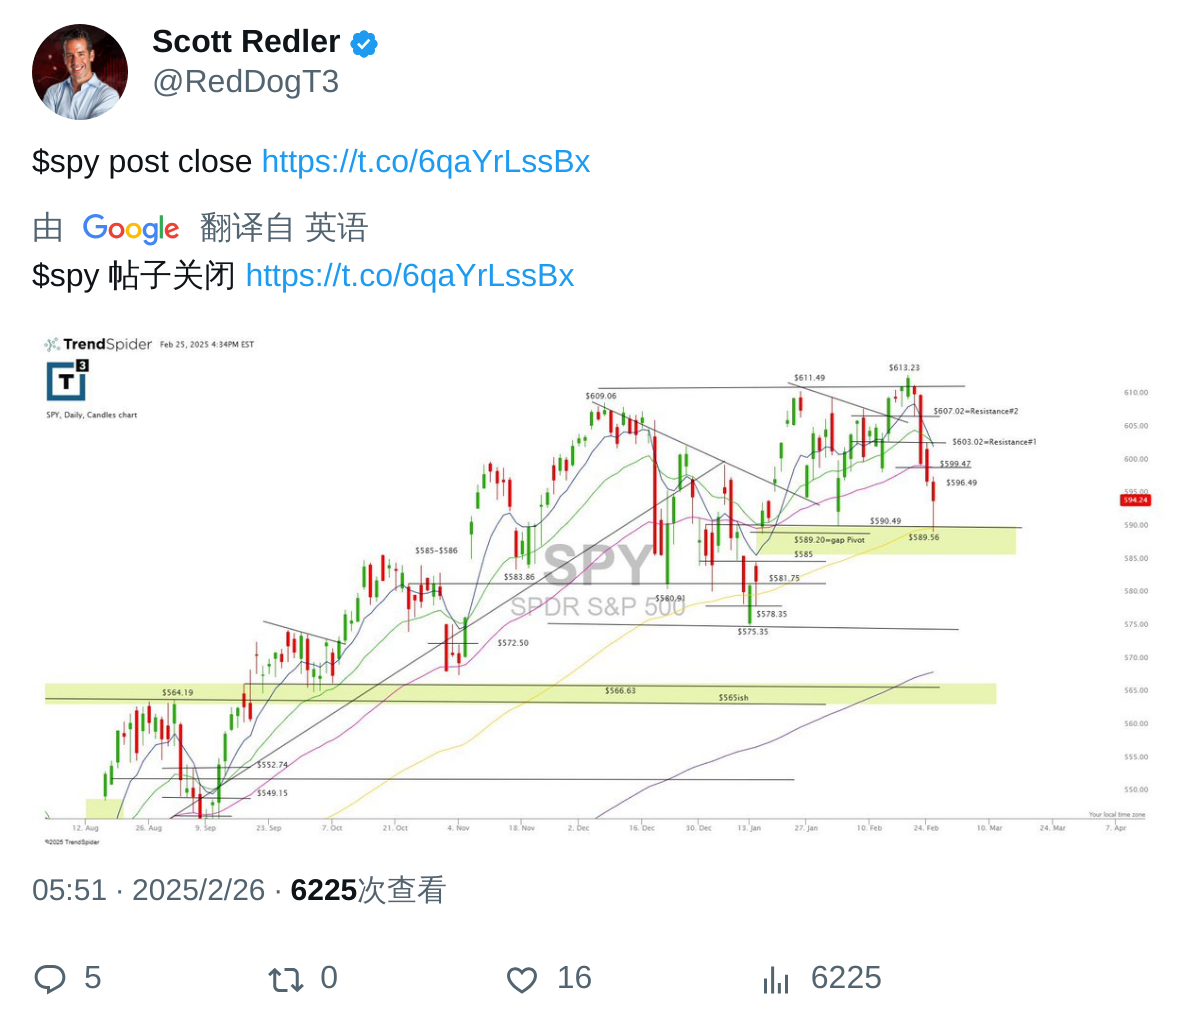 Scott Redler
@RedDogT3
$spy post close https://t.co/6qaYrLssBx
由 Google 翻译自 英语
$spy 帖子关闭 https://t.co/6qaYrLssBx
TrendSpider Feb 25, 2025 4:34PM EST
T3
SPY, Daily, Candles chart
$613.23
$611.49
$609.06
$607.02=Resistance#2
$603.02=Resistance#1
$599.47
$596.49
$590.49
$589.20=gap Pivot
$589.56
$585
$585-$586
$583.86
$581.75
$580.91
$578.35
$575.35
$572.50
$566.63
$565ish
$564.19
$552.74
$549.15
SPY
SPDR S&P 500
610.00
605.00
600.00
595.00
594.24
590.00
585.00
580.00
575.00
570.00
565.00
560.00
555.00
550.00
Your local time zone
12. Aug 26. Aug 9. Sep 23. Sep 7. Oct 21. Oct 4. Nov 18. Nov 2. Dec 16. Dec 30. Dec 13. Jan 27. Jan 10. Feb 24. Feb 10. Mar 24. Mar 7. Apr
©2025 TrendSpider
05:51 · 2025/2/26 · 6225次查看
5 0 16 6225